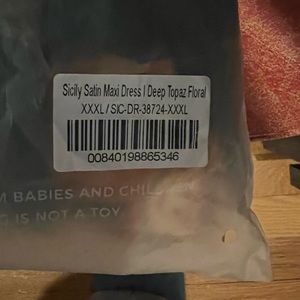 Sicily Satin Maxi Dress | Deep Topaz Floral
XXXL / SIC-DR-38724-XXXL
00840198865346
M BABIES AND CHILDREN
IS NOT A TOY